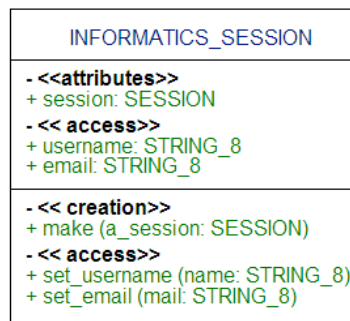 INFORMATICS_SESSION
- <<attributes>>
+ session: SESSION
- << access>>
+ username: STRING_8
+ email: STRING_8
- << creation>>
+ make (a_session: SESSION)
- <<access>>
+ set_username (name: STRING_8)
+ set_email (mail: STRING_8)